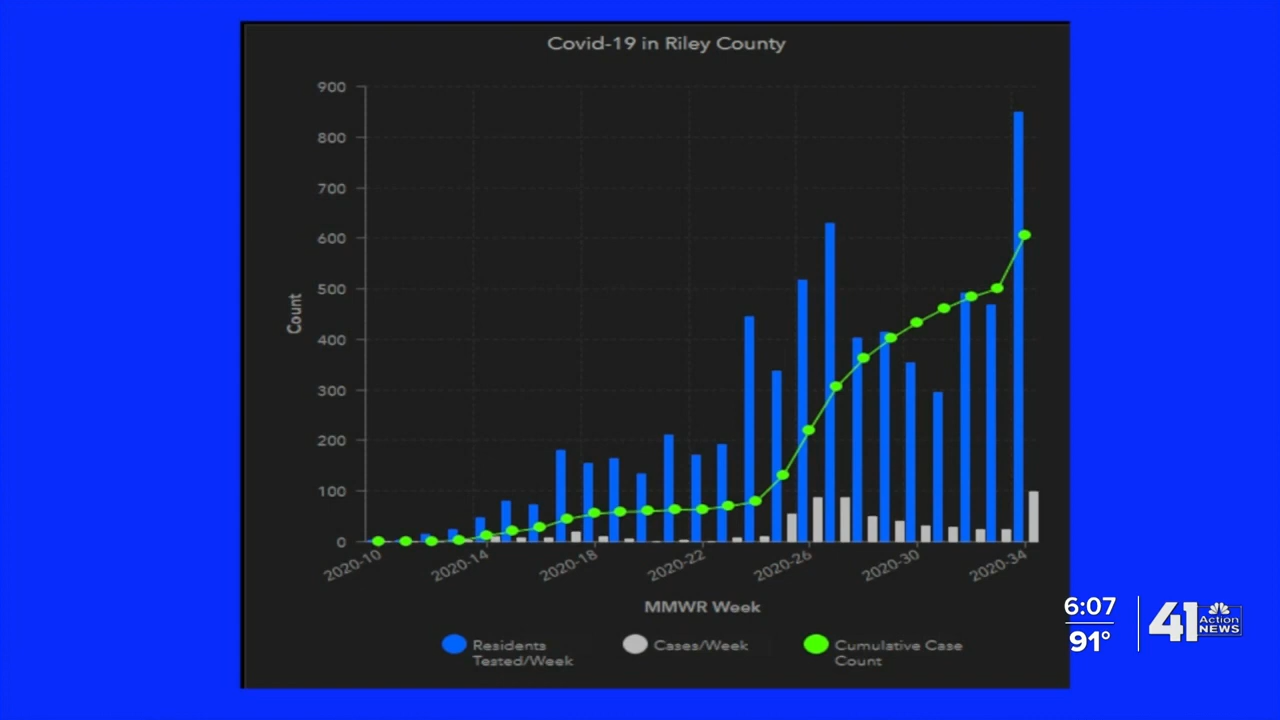 Covid-19 in Riley County
900
800
700
600
500
400
300
200
100
0
Count
2020-10
2020-14
2020-18
2020-22
2020-26
2020-30
2020-34
MMWR Week
Residents
Tested/Week
Cases/Week
Cumulative Case
Count
6:07
91°
41
Action
NEWS